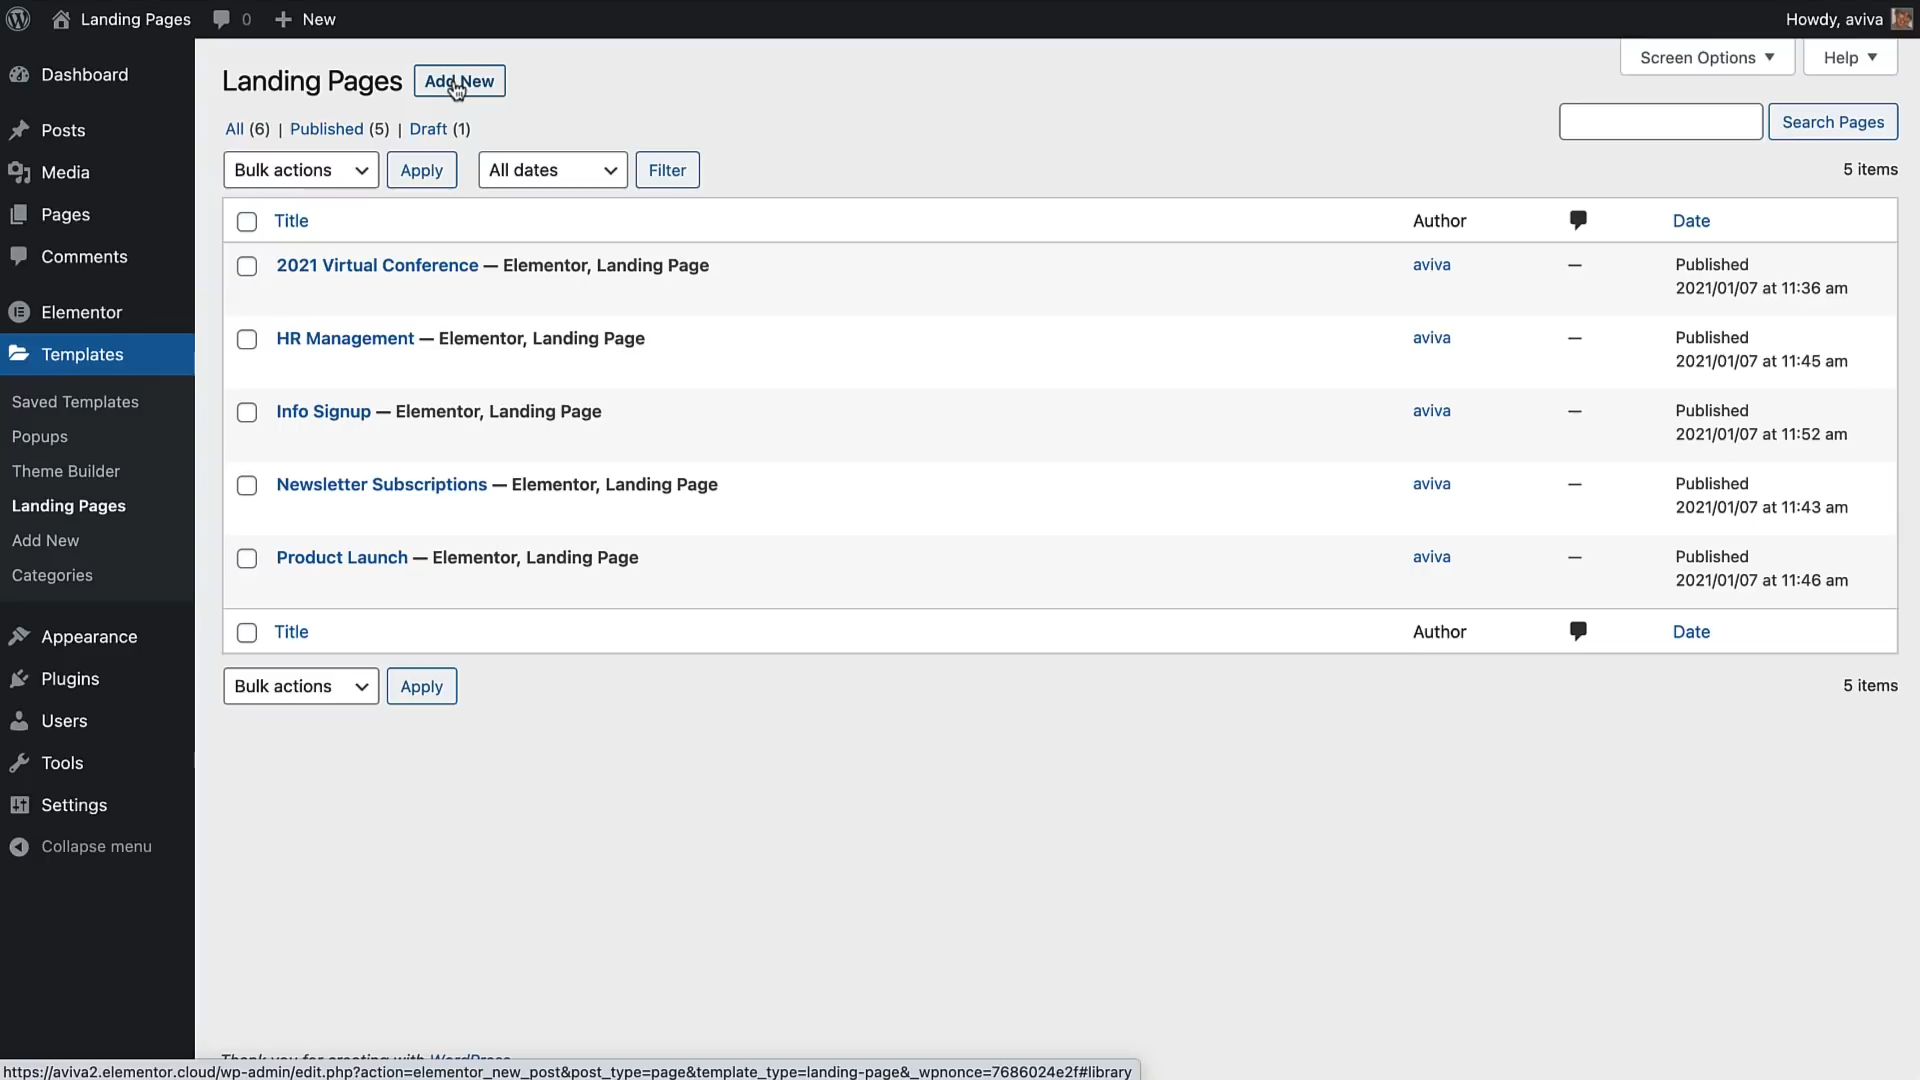 Landing Pages 0 New Howdy, aviva
Screen Options Help
Dashboard
Posts
Media
Pages
Comments
Elementor
Templates
Saved Templates
Popups
Theme Builder
Landing Pages
Add New
Categories
Appearance
Plugins
Users
Tools
Settings
Collapse menu
Landing Pages Add New
All (6) | Published (5) | Draft (1)
Search Pages
Bulk actions Apply All dates Filter 5 items
Title Author Date
2021 Virtual Conference — Elementor, Landing Page aviva — Published
2021/01/07 at 11:36 am
HR Management — Elementor, Landing Page aviva — Published
2021/01/07 at 11:45 am
Info Signup — Elementor, Landing Page aviva — Published
2021/01/07 at 11:52 am
Newsletter Subscriptions — Elementor, Landing Page aviva — Published
2021/01/07 at 11:43 am
Product Launch — Elementor, Landing Page aviva — Published
2021/01/07 at 11:46 am
Title Author Date
Bulk actions Apply 5 items
Thank you for creating with WordPress
https://aviva2.elementor.cloud/wp-admin/edit.php?action=elementor_new_post&post_type=page&template_type=landing-page&_wpnonce=7686024e2f#library